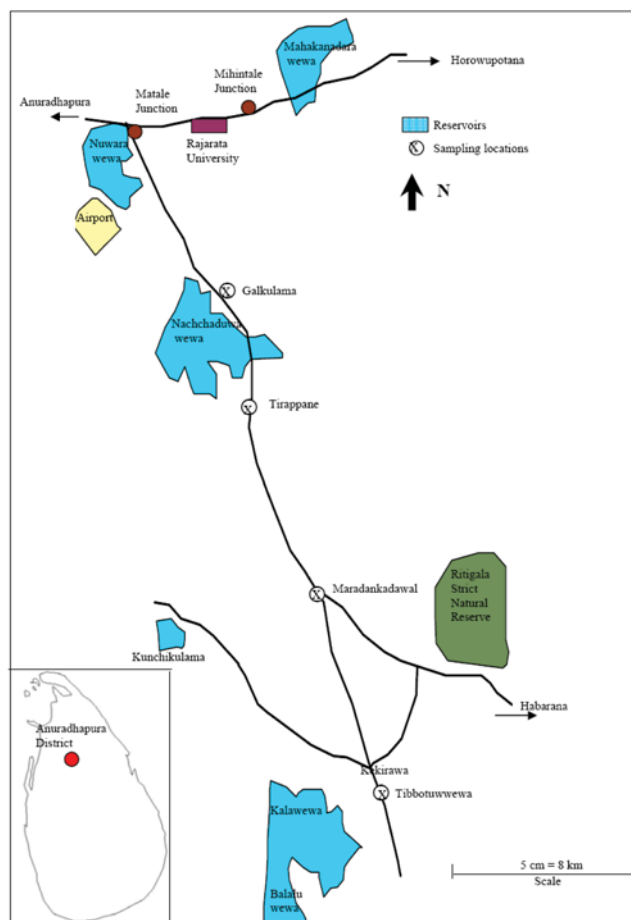 Mahakanadara
wewa
Horowupotana
Mihintale
Junction
Matale
Junction
Anuradhapura
Rajarata
University
Reservoirs
X Sampling locations
Nuwara
wewa
N
Airport
X Galkulama
Nachchaduwa
wewa
X Tirappane
Ritigala
Strict
Natural
Reserve
X Maradankadawal
Kunchikulama
Habarana
Anuradhapura
District
Kekirawa
X Tibbotuwwewa
Kalawewa
Balalu
wewa
5 cm = 8 km
Scale